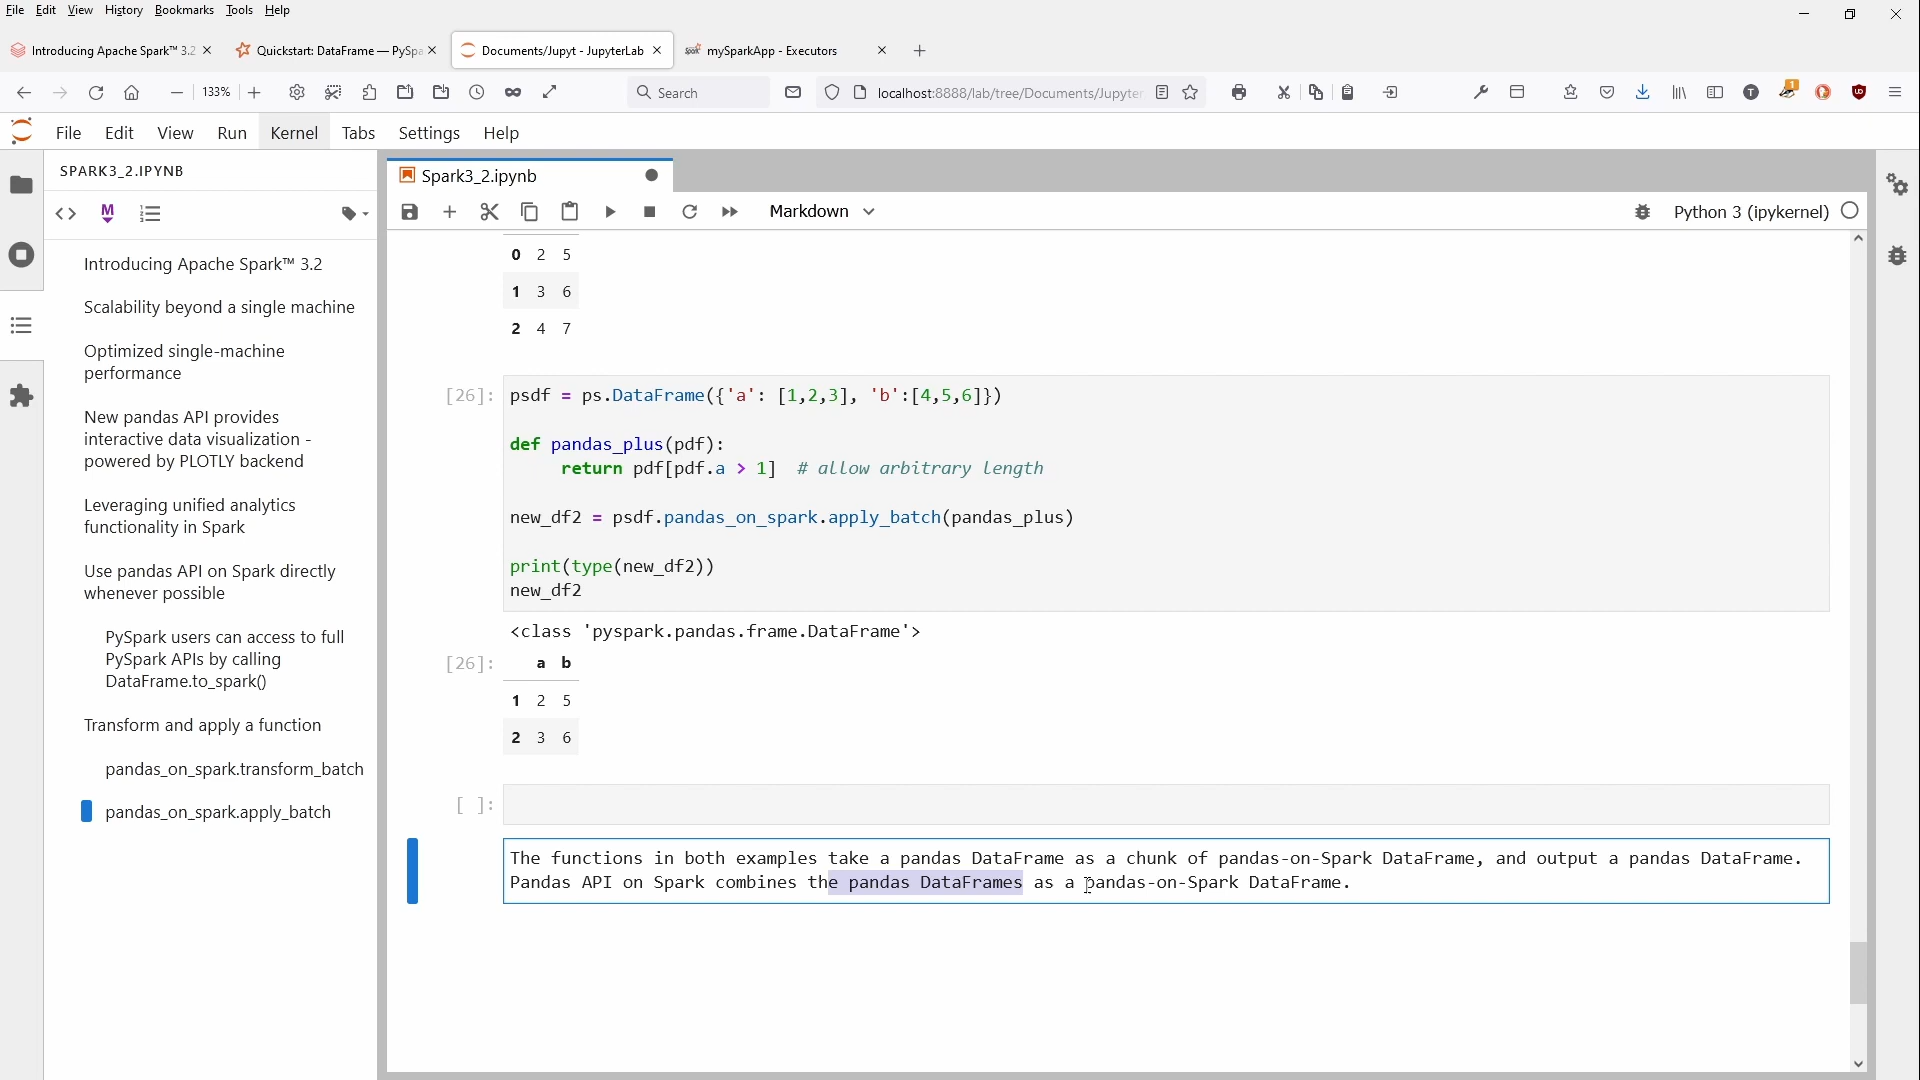 File Edit View History Bookmarks Tools Help
Introducing Apache Spark™ 3.2
Quickstart: DataFrame — PySpa
Documents/Jupyt - JupyterLab
mySparkApp - Executors
133%
Search
localhost:8888/lab/tree/Documents/Jupyter
File Edit View Run Kernel Tabs Settings Help
SPARK3_2.IPYNB
Introducing Apache Spark™ 3.2
Scalability beyond a single machine
Optimized single-machine
performance
New pandas API provides
interactive data visualization -
powered by PLOTLY backend
Leveraging unified analytics
functionality in Spark
Use pandas API on Spark directly
whenever possible
PySpark users can access to full
PySpark APIs by calling
DataFrame.to_spark()
Transform and apply a function
pandas_on_spark.transform_batch
pandas_on_spark.apply_batch
Spark3_2.ipynb
Markdown
Python 3 (ipykernel)
0 2 5
1 3 6
2 4 7
[26]: psdf = ps.DataFrame({'a': [1,2,3], 'b':[4,5,6]})
def pandas_plus(pdf):
return pdf[pdf.a > 1]  # allow arbitrary length
new_df2 = psdf.pandas_on_spark.apply_batch(pandas_plus)
print(type(new_df2))
new_df2
<class 'pyspark.pandas.frame.DataFrame'>
[26]: a b
1 2 5
2 3 6
[ ]:
The functions in both examples take a pandas DataFrame as a chunk of pandas-on-Spark DataFrame, and output a pandas DataFrame.
Pandas API on Spark combines the pandas DataFrames as a pandas-on-Spark DataFrame.